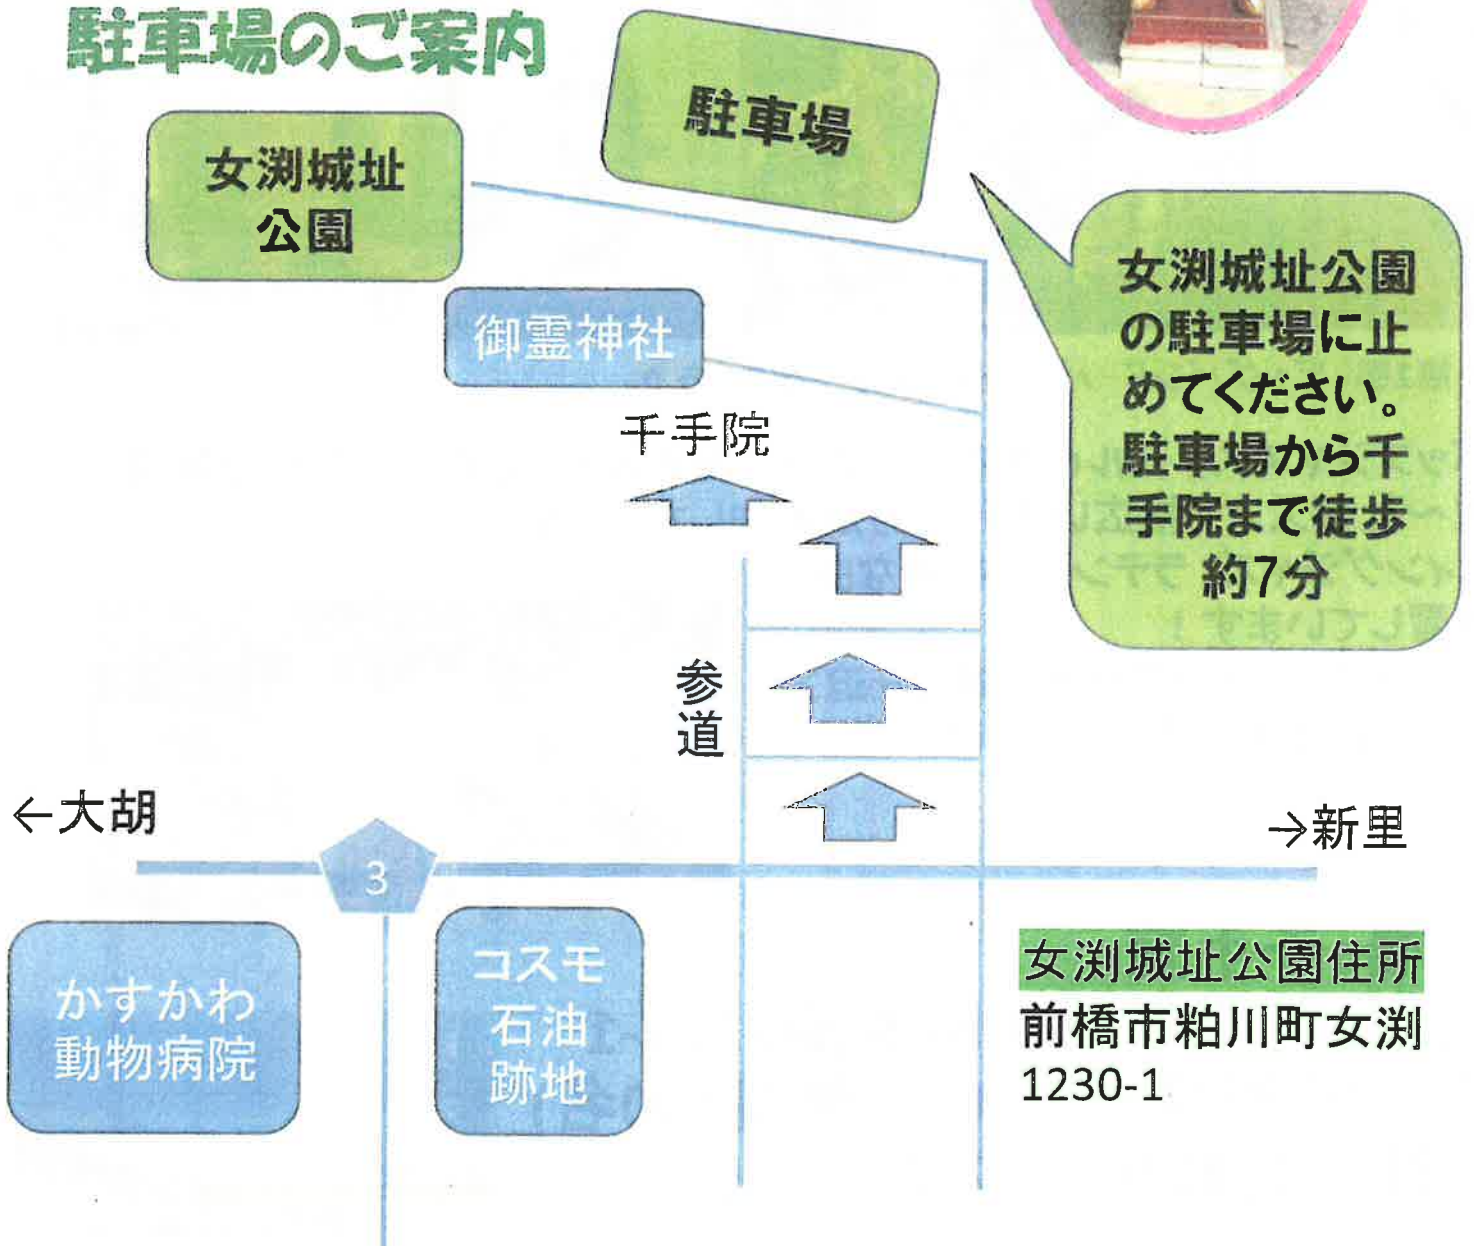 駐車場のご案内
駐車場
女渕城址
公園
御霊神社
女渕城址公園
の駐車場に止
めてください。
駐車場から千
手院まで徒歩
約7分
千手院
参
道
←大胡
→新里
3
かすかわ
動物病院
コスモ
石油
跡地
女渕城址公園住所
前橋市粕川町女渕
1230-1